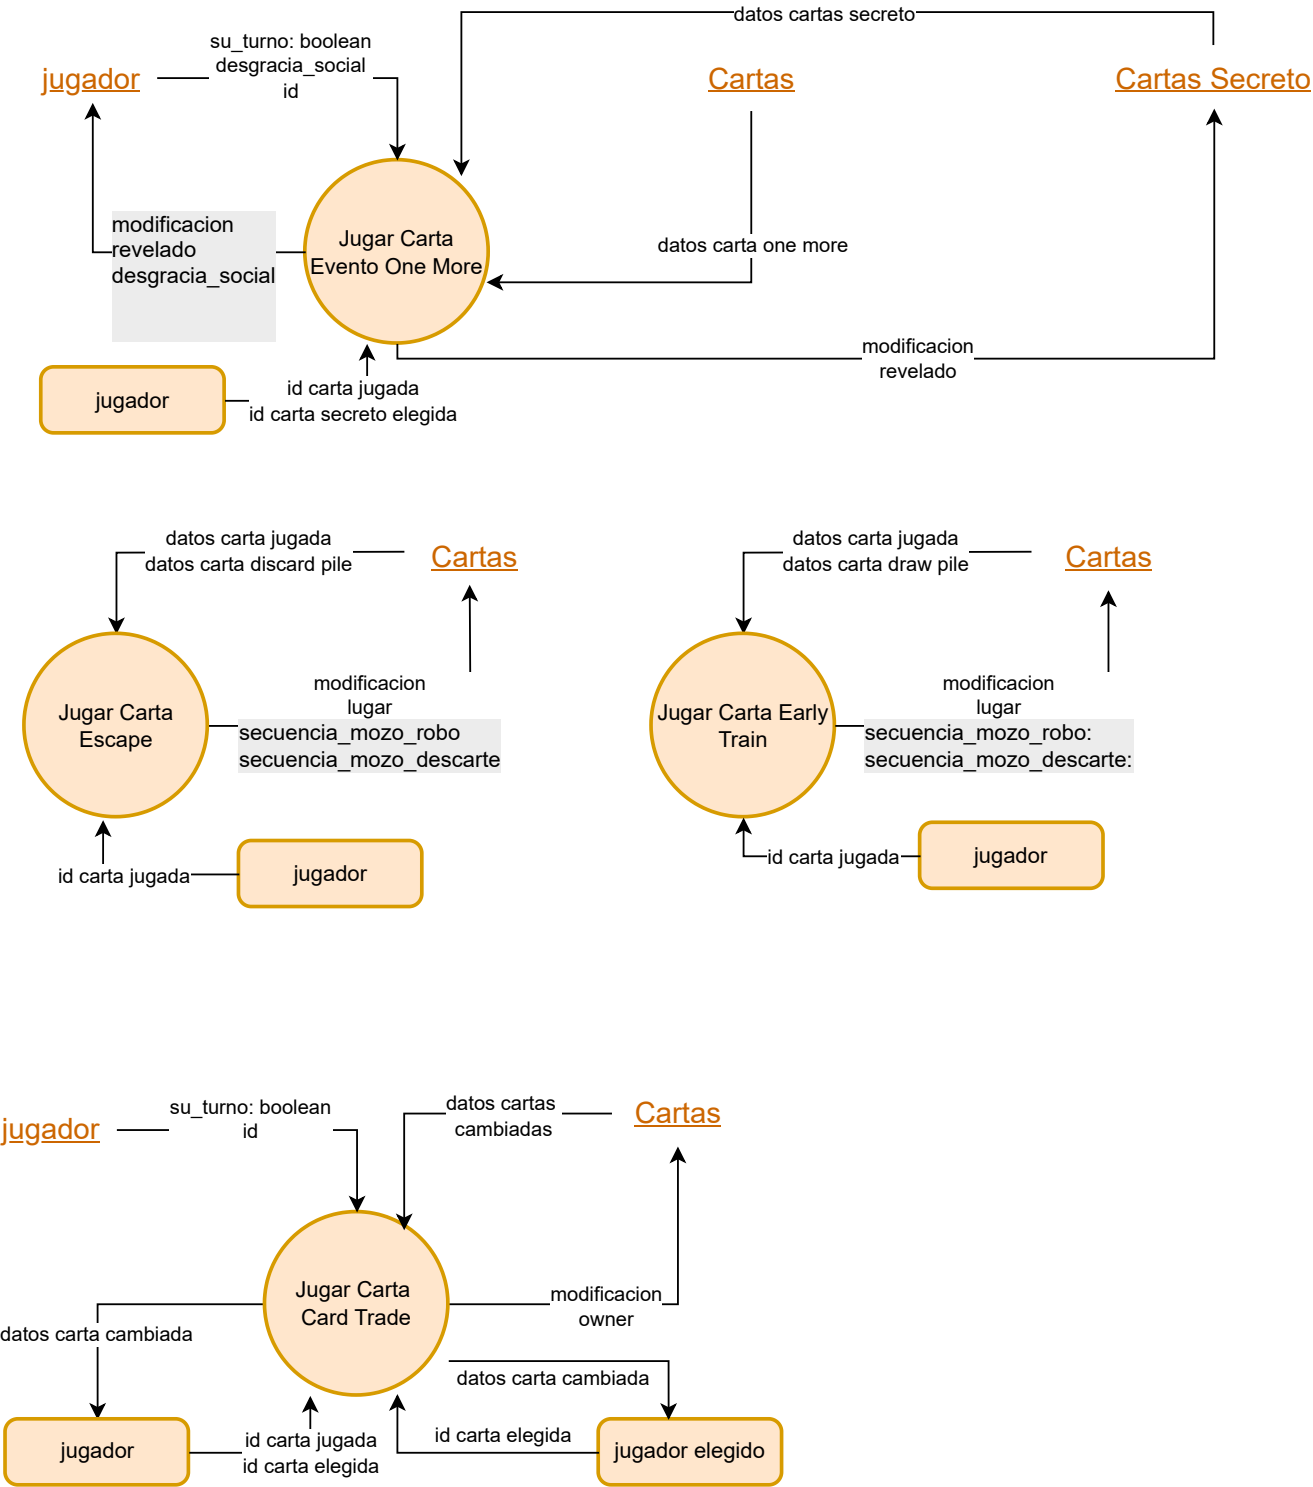 datos cartas secreto
su_turno: boolean
desgracia_social
id
jugador
Cartas
Cartas Secreto
modificacion
revelado
desgracia_social
Jugar Carta
Evento One More
datos carta one more
modificacion
revelado
jugador
id carta jugada
id carta secreto elegida
datos carta jugada
datos carta discard pile
Cartas
Jugar Carta
Escape
modificacion
lugar
secuencia_mozo_robo
secuencia_mozo_descarte
id carta jugada
jugador
datos carta jugada
datos carta draw pile
Cartas
Jugar Carta Early
Train
modificacion
lugar
secuencia_mozo_robo:
secuencia_mozo_descarte:
id carta jugada
jugador
jugador
su_turno: boolean
id
datos cartas
cambiadas
Cartas
Jugar Carta
Card Trade
modificacion
owner
datos carta cambiada
datos carta cambiada
jugador
id carta jugada
id carta elegida
id carta elegida
jugador elegido